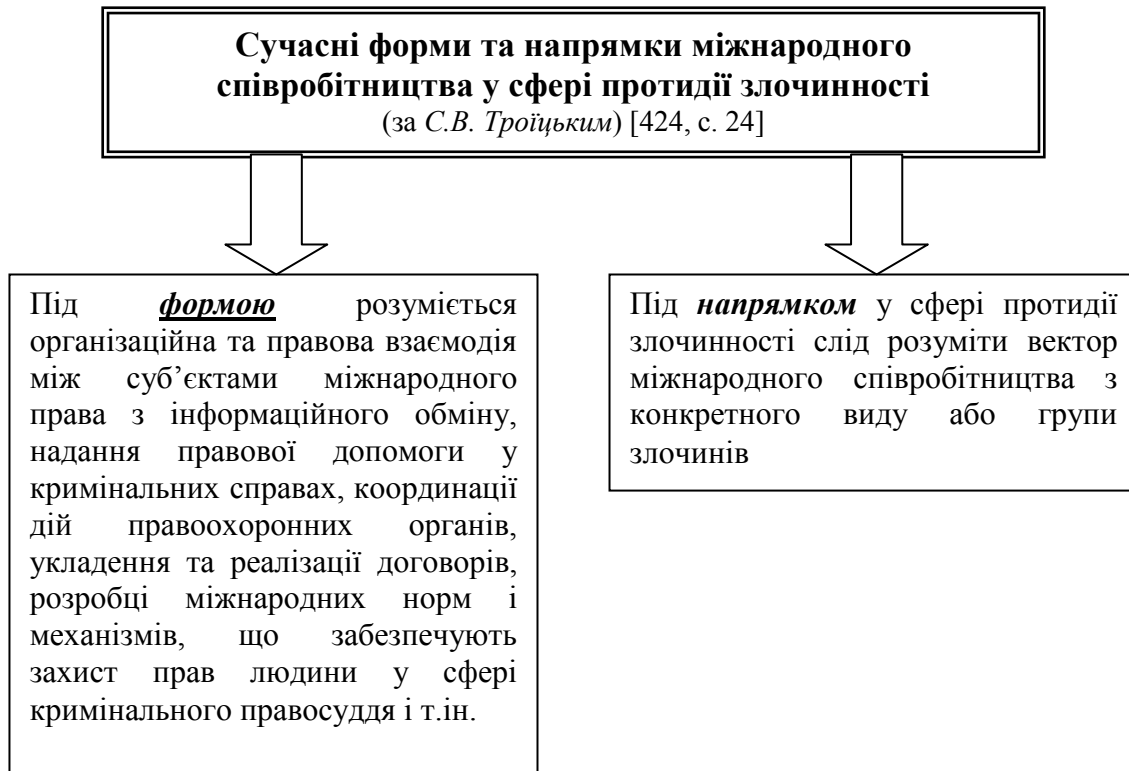 Сучасні форми та напрямки міжнародного
співробітництва у сфері протидії злочинності
(за С.В. Троїцьким) [424, с. 24]
Під формою розуміється
організаційна та правова взаємодія
між суб’єктами міжнародного
права з інформаційного обміну,
надання правової допомоги у
кримінальних справах, координації
дій правоохоронних органів,
укладення та реалізації договорів,
розробці міжнародних норм і
механізмів, що забезпечують
захист прав людини у сфері
кримінального правосуддя і т.ін.
Під напрямком у сфері протидії
злочинності слід розуміти вектор
міжнародного співробітництва з
конкретного виду або групи
злочинів